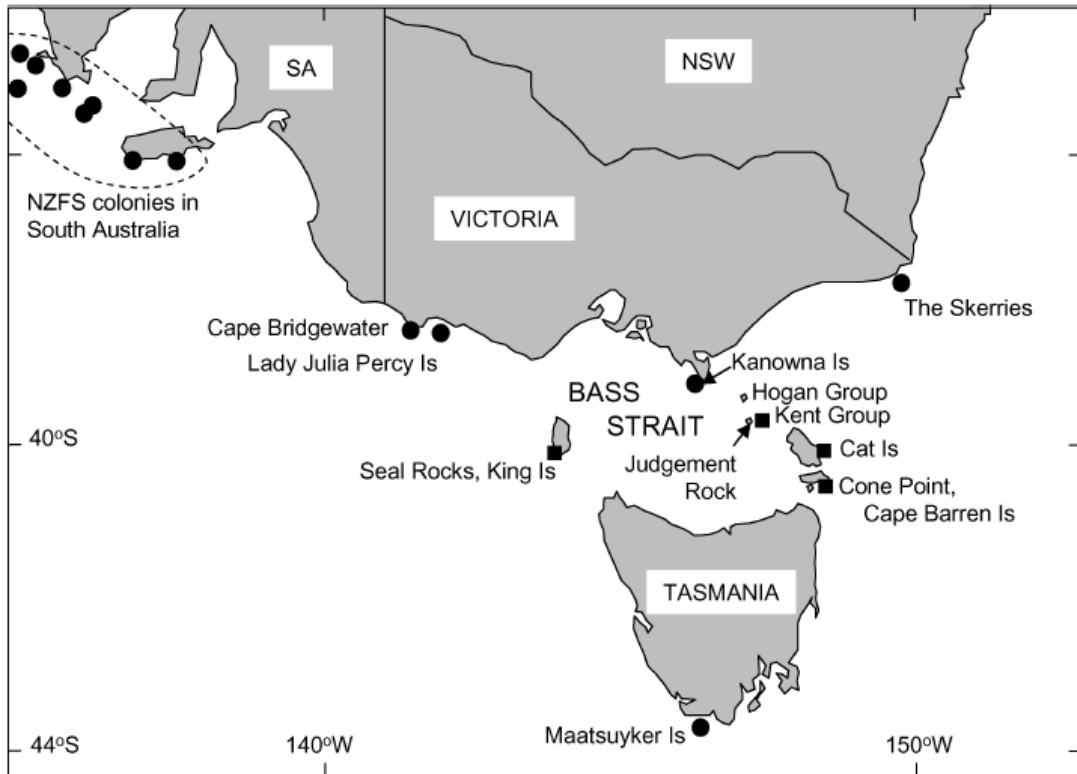 SA
NSW
NZFS colonies in
South Australia
VICTORIA
The Skerries
Cape Bridgewater
Lady Julia Percy Is
Kanowna Is
BASS
Hogan Group
STRAIT
Kent Group
40°S
Judgement
Rock
Cat Is
Seal Rocks, King Is
Cone Point,
Cape Barren Is
TASMANIA
Maatsuyker Is
44°S
140°W
150°W